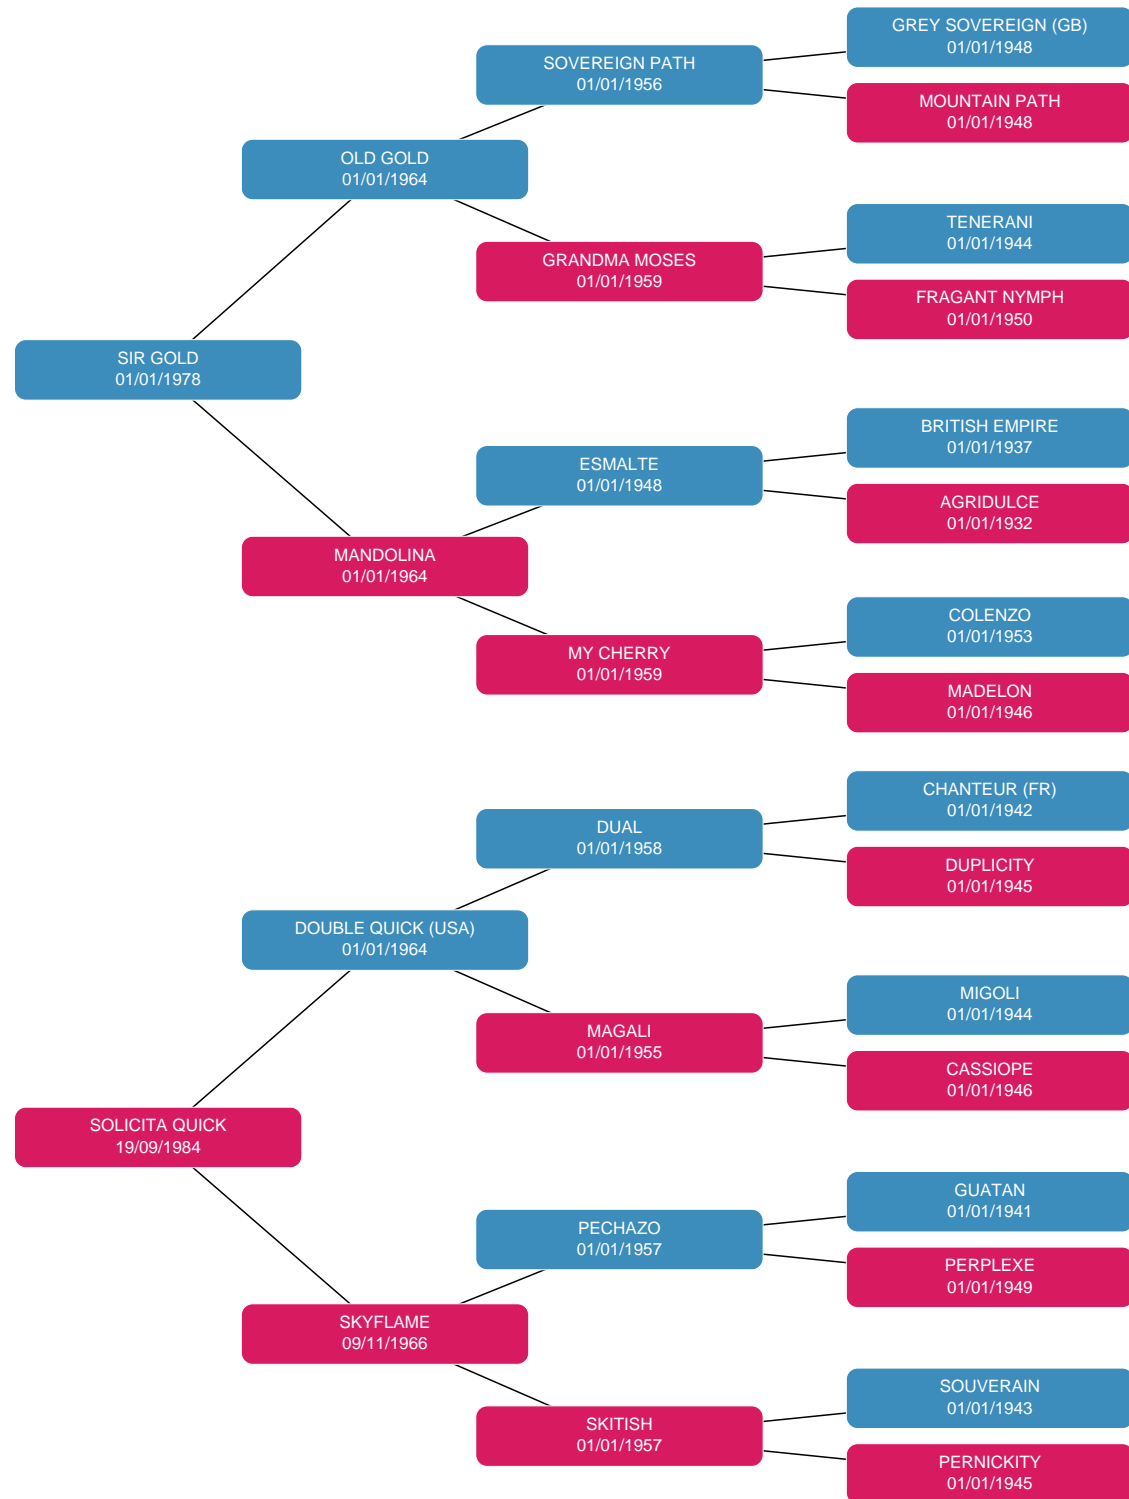 GREY SOVEREIGN (GB)
01/01/1948
SOVEREIGN PATH
01/01/1956
MOUNTAIN PATH
01/01/1948
OLD GOLD
01/01/1964
TENERANI
01/01/1944
GRANDMA MOSES
01/01/1959
FRAGANT NYMPH
01/01/1950
SIR GOLD
01/01/1978
BRITISH EMPIRE
01/01/1937
ESMALTE
01/01/1948
AGRIDULCE
01/01/1932
MANDOLINA
01/01/1964
COLENZO
01/01/1953
MY CHERRY
01/01/1959
MADELON
01/01/1946
CHANTEUR (FR)
01/01/1942
DUAL
01/01/1958
DUPLICITY
01/01/1945
DOUBLE QUICK (USA)
01/01/1964
MIGOLI
01/01/1944
MAGALI
01/01/1955
CASSIOPE
01/01/1946
SOLICITA QUICK
19/09/1984
GUATAN
01/01/1941
PECHAZO
01/01/1957
PERPLEXE
01/01/1949
SKYFLAME
09/11/1966
SOUVERAIN
01/01/1943
SKITISH
01/01/1957
PERNICKITY
01/01/1945